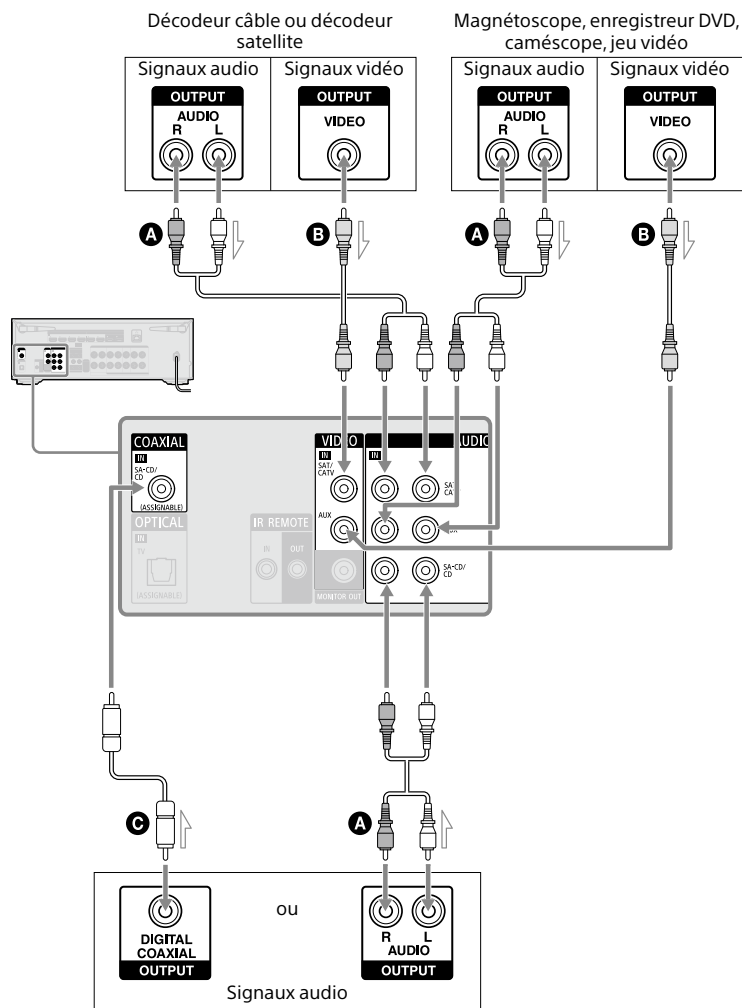 Décodeur câble ou décodeur
satellite
Magnétoscope, enregistreur DVD,
caméscope, jeu vidéo
Signaux audio
Signaux vidéo
Signaux audio
Signaux vidéo
OUTPUT
AUDIO
R L
OUTPUT
VIDEO
OUTPUT
AUDIO
R L
OUTPUT
VIDEO
A
B
A
B
COAXIAL
IN
SA-CD/
CD
(ASSIGNABLE)
OPTICAL
IN
TV
(ASSIGNABLE)
IR REMOTE
IN OUT
VIDEO
IN
SAT/
CATV
AUX
MONITOR OUT
AUDIO
IN
SA-CD/
CD
C
A
DIGITAL
COAXIAL
OUTPUT
ou
R L
AUDIO
OUTPUT
Signaux audio